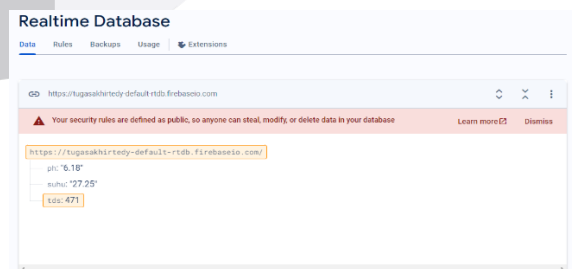 Realtime Database
Data Rules Backups Usage Extensions
https://tugasakhirtedy-default-rtdb.firebaseio.com
Your security rules are defined as public, so anyone can steal, modify, or delete data in your database Learn more Dismiss
https://tugasakhirtedy-default-rtdb.firebaseio.com/
ph: "6.18"
suhu: "27.25"
tds: 471